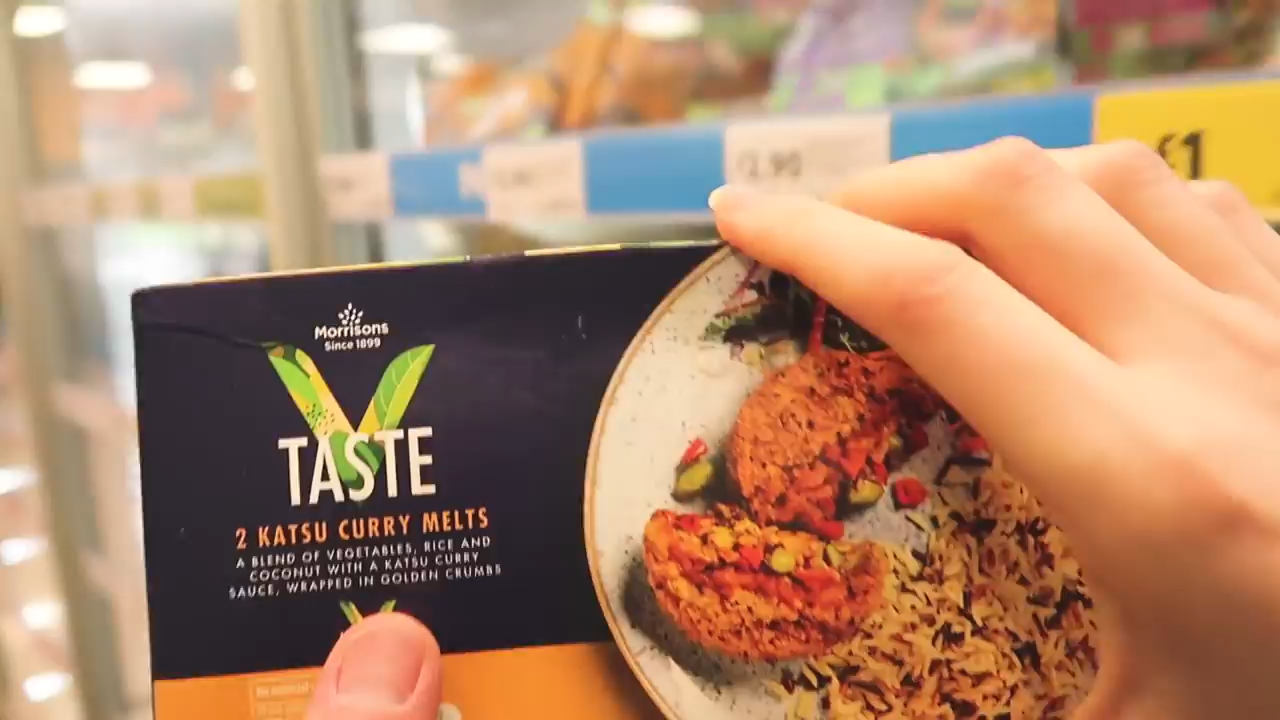 £1
2.90
Morrisons
Since 1899
V
TASTE
2 KATSU CURRY MELTS
A BLEND OF VEGETABLES, RICE AND
COCONUT WITH A KATSU CURRY
SAUCE, WRAPPED IN GOLDEN CRUMBS